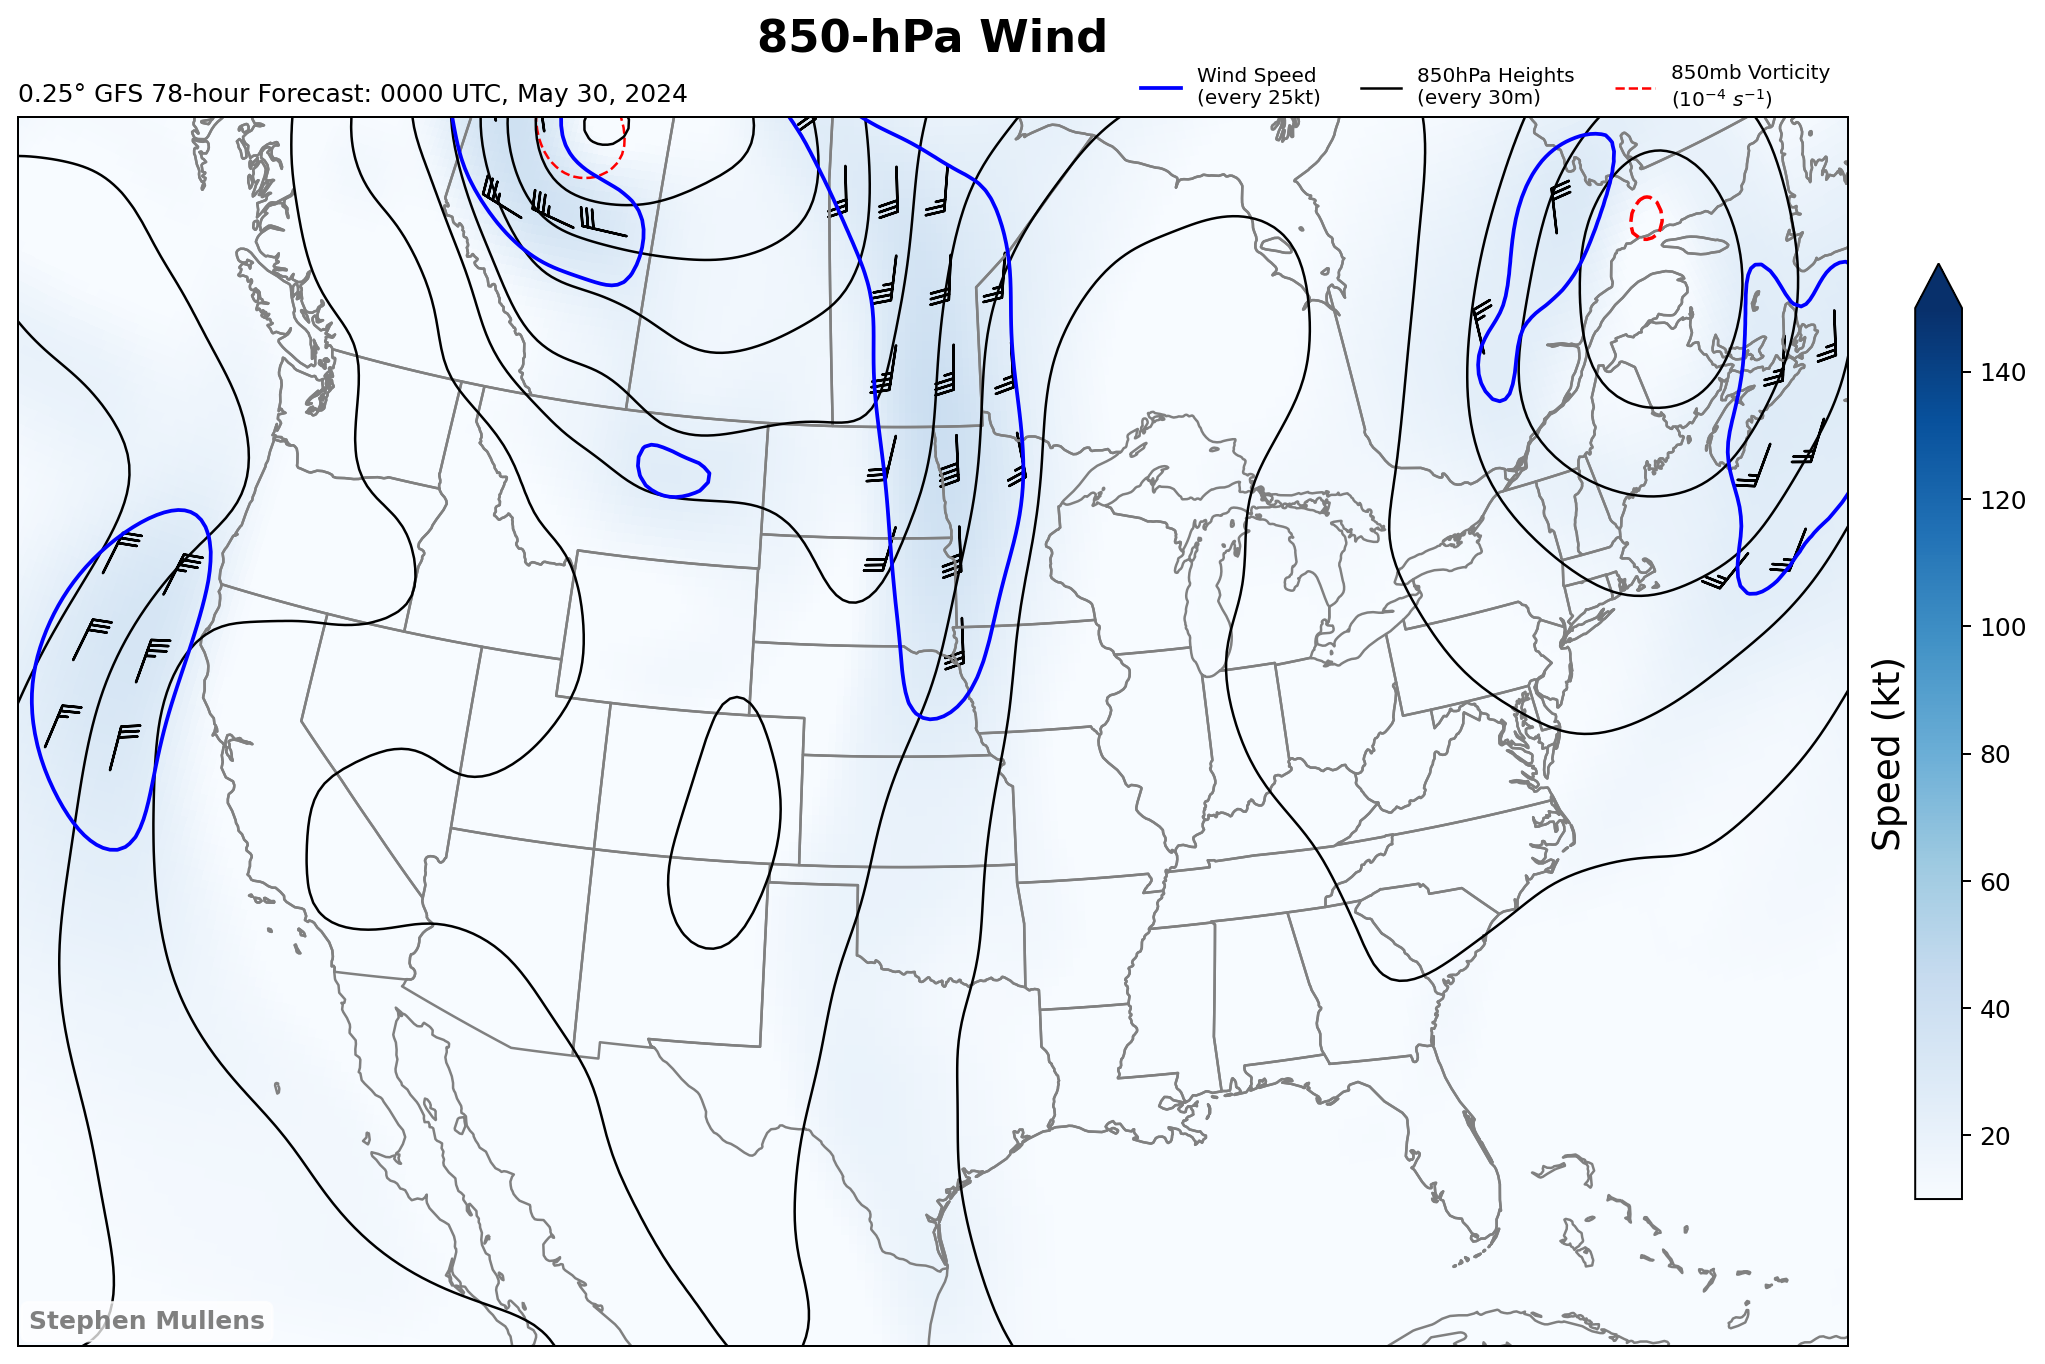 850-hPa Wind
0.25° GFS 78-hour Forecast: 0000 UTC, May 30, 2024
Wind Speed
(every 25kt)
850hPa Heights
(every 30m)
850mb Vorticity
(10⁻⁴ s⁻¹)
140
120
100
80
60
40
20
Speed (kt)
Stephen Mullens